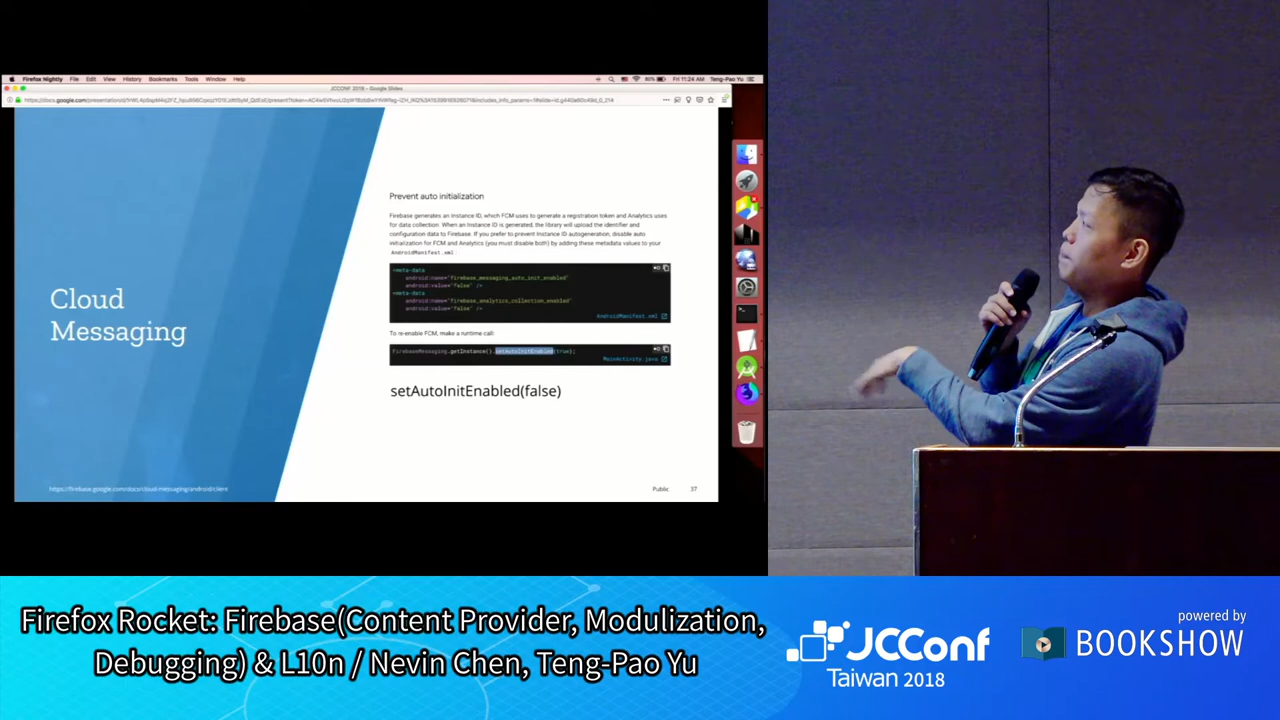 Firefox Nightly File Edit View History Bookmarks Tools Window Help
80% Fri 11:24 AM Teng-Pao Yu
JCCONF 2018 - Google Slides
Cloud
Messaging
https://firebase.google.com/docs/cloud-messaging/android/client
Prevent auto initialization
Firebase generates an Instance ID, which FCM uses to generate a registration token and Analytics uses
for data collection. When an Instance ID is generated, the library will upload the identifier and
configuration data to Firebase. If you prefer to prevent Instance ID autogeneration, disable auto
initialization for FCM and Analytics (you must disable both) by adding these metadata values to your
AndroidManifest.xml:
<meta-data
android:name="firebase_messaging_auto_init_enabled"
android:value="false" />
<meta-data
android:name="firebase_analytics_collection_enabled"
android:value="false" />
AndroidManifest.xml
To re-enable FCM, make a runtime call:
FirebaseMessaging.getInstance().setAutoInitEnabled(true);
MainActivity.java
setAutoInitEnabled(false)
Public 37
Firefox Rocket: Firebase(Content Provider, Modulization,
Debugging) & L10n / Nevin Chen, Teng-Pao Yu
JCConf
Taiwan 2018
powered by
BOOKSHOW